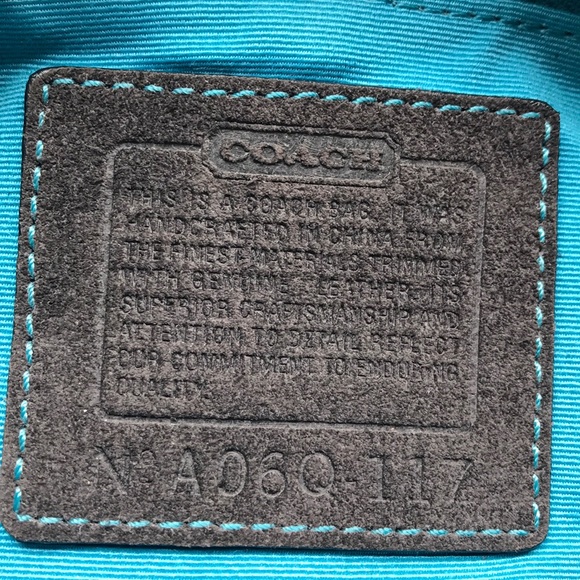 COACH
THIS IS A COACH BAG. IT WAS
HANDCRAFTED IN CHINA FROM
THE FINEST MATERIALS TRIMMED
WITH GENUINE LEATHER. ITS
SUPERIOR CRAFTSMANSHIP AND
ATTENTION TO DETAIL REFLECT
OUR COMMITMENT TO ENDURING
QUALITY.
Nº A06Q-117